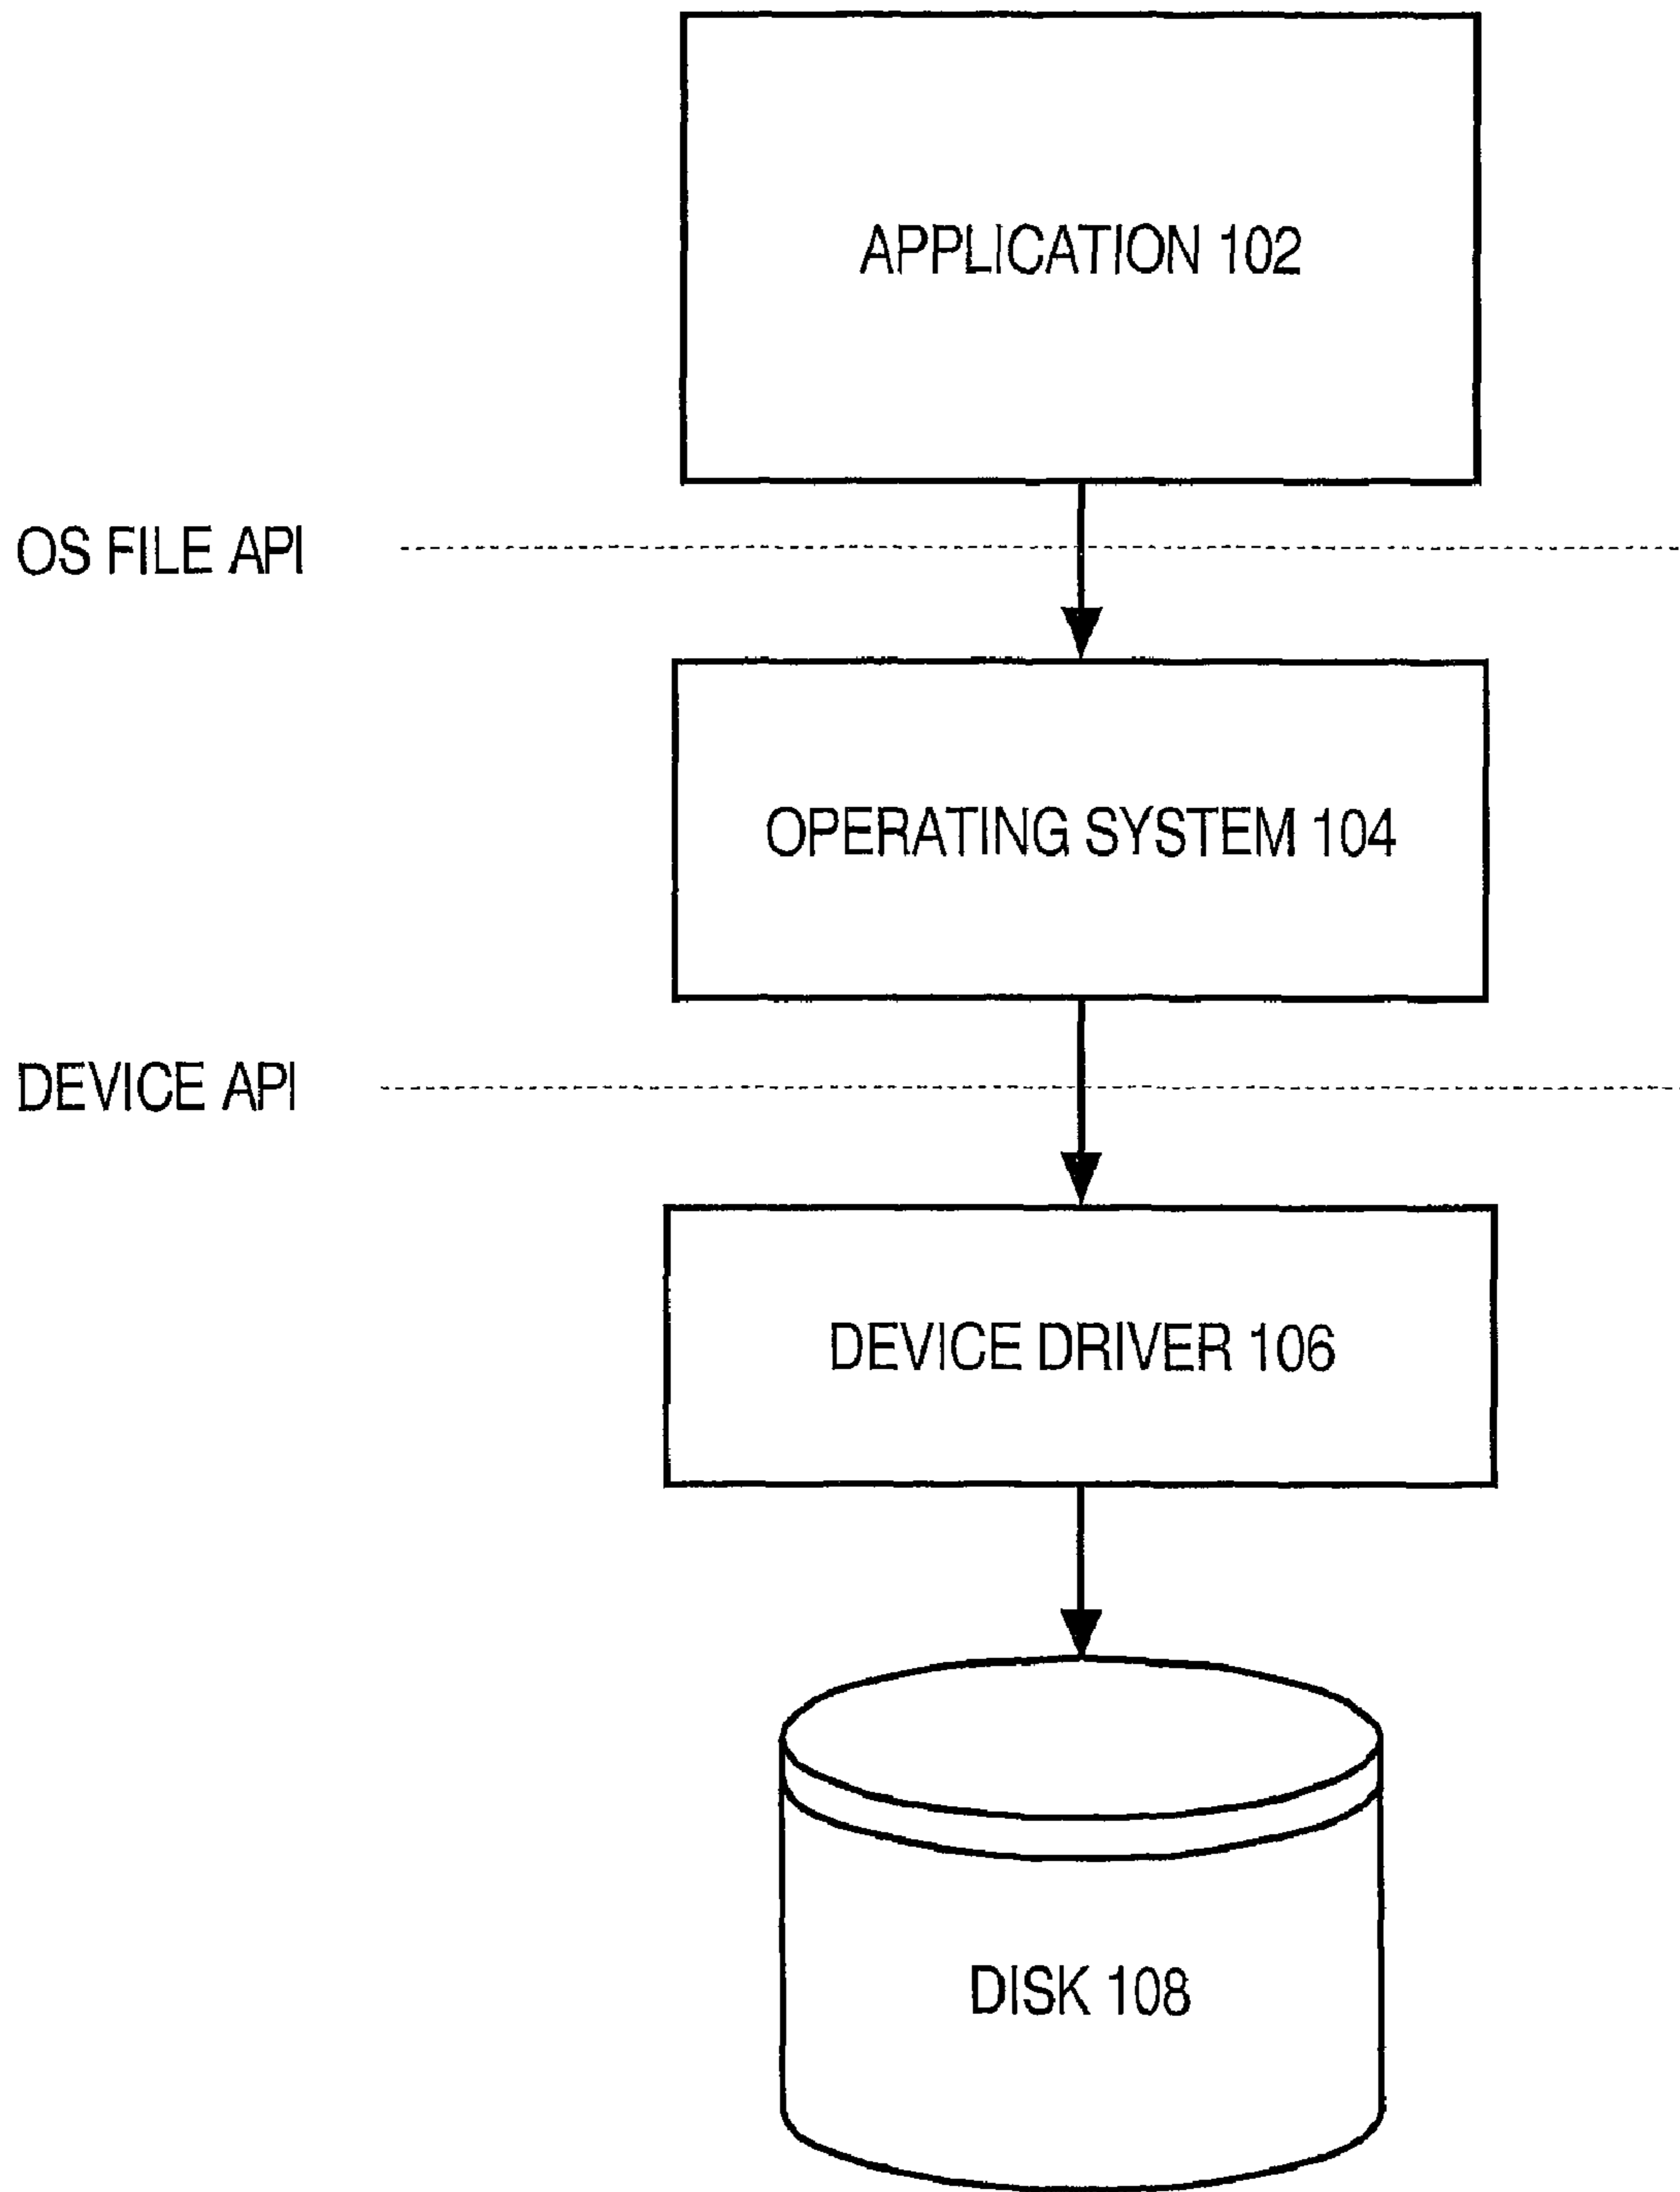 APPLICATION 102
OS FILE API
OPERATING SYSTEM 104
DEVICE API
DEVICE DRIVER 106
DISK 108